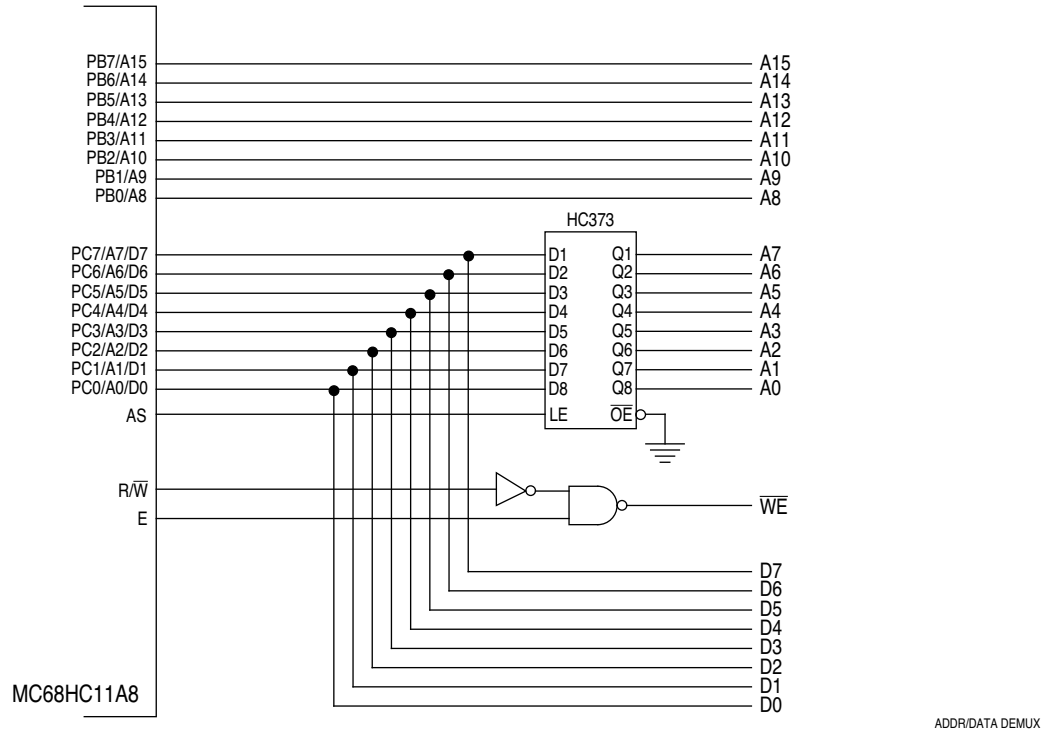 PB7/A15 A15
PB6/A14 A14
PB5/A13 A13
PB4/A12 A12
PB3/A11 A11
PB2/A10 A10
PB1/A9 A9
PB0/A8 A8
HC373
PC7/A7/D7 D1 Q1 A7
PC6/A6/D6 D2 Q2 A6
PC5/A5/D5 D3 Q3 A5
PC4/A4/D4 D4 Q4 A4
PC3/A3/D3 D5 Q5 A3
PC2/A2/D2 D6 Q6 A2
PC1/A1/D1 D7 Q7 A1
PC0/A0/D0 D8 Q8 A0
AS LE O̅E̅
R/W̅
E W̅E̅
D7
D6
D5
D4
D3
D2
D1
D0
MC68HC11A8
ADDR/DATA DEMUX